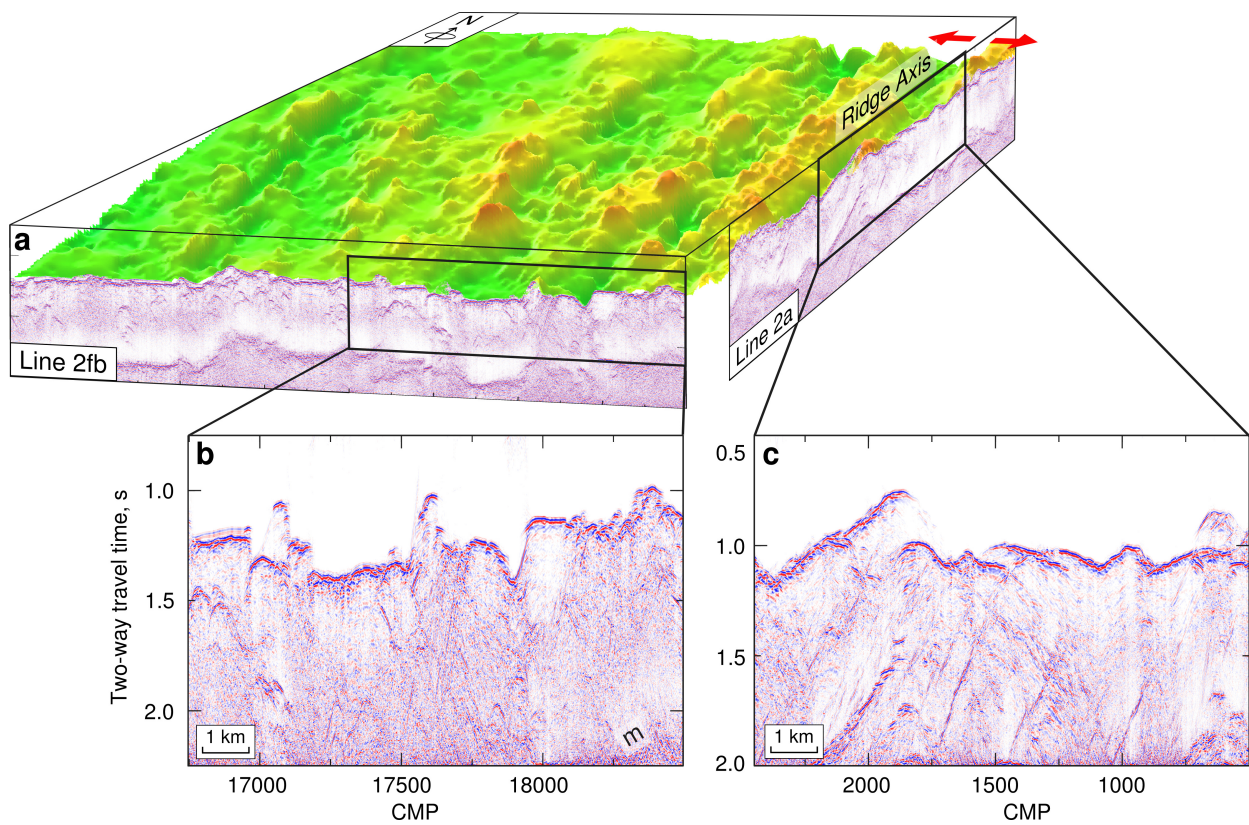 N
Ridge Axis
a
Line 2fb
Line 2a
b
c
Two-way travel time, s
1.0
1.5
2.0
0.5
1.0
1.5
2.0
1 km
m
1 km
17000
17500
18000
2000
1500
1000
CMP
CMP